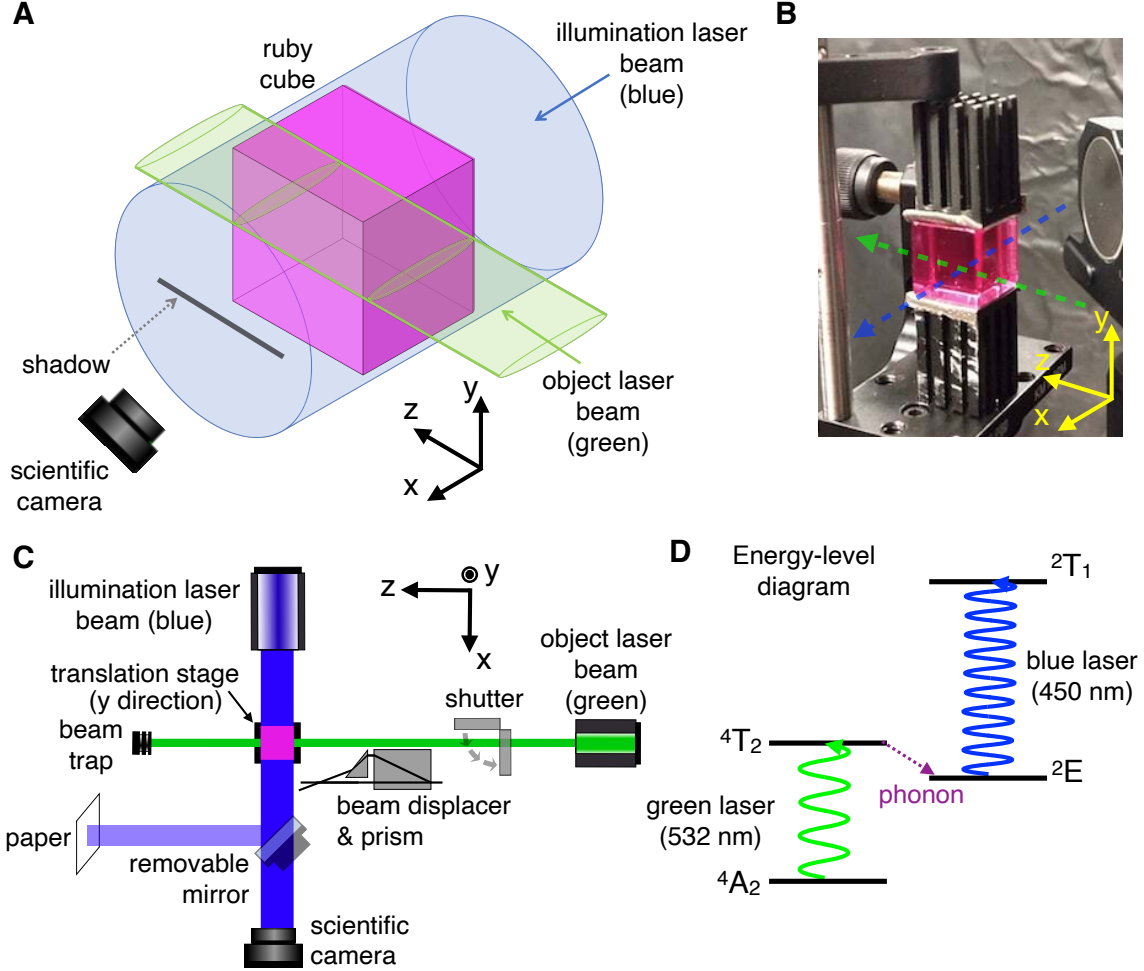 A
ruby
cube
illumination laser
beam
(blue)
shadow
scientific
camera
object laser
beam
(green)
y
z
x
B
y
z
x
C
illumination laser
beam (blue)
translation stage
(y direction)
beam
trap
paper
removable
mirror
scientific
camera
beam displacer
& prism
shutter
object laser
beam
(green)
y
z
x
D
Energy-level
diagram
²T₁
blue laser
(450 nm)
⁴T₂
²E
phonon
green laser
(532 nm)
⁴A₂